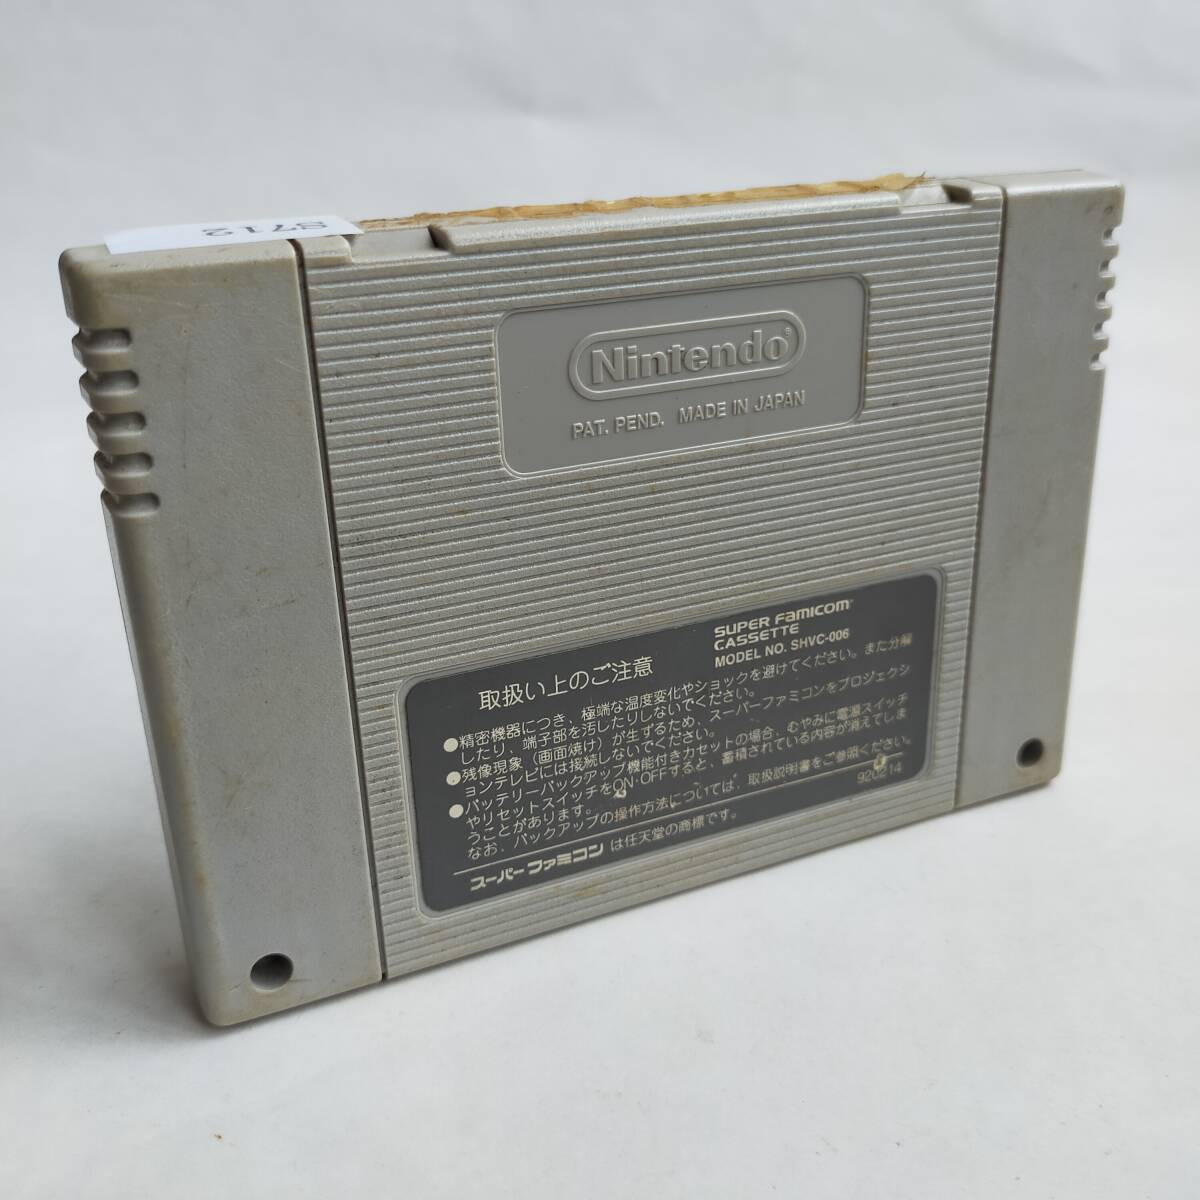 S712
Nintendo®
PAT. PEND. MADE IN JAPAN
SUPER Famicom™
CASSETTE
MODEL NO. SHVC-006
取扱い上のご注意
●精密機器につき、極端な温度変化やショックを避けてください。また分解
したり、端子部を汚したりしないでください。
●残像現象（画面焼け）が生ずるため、スーパーファミコンをプロジェクシ
ョンテレビには接続しないでください。
●バッテリーバックアップ機能付きカセットの場合、むやみに電源スイッチ
やリセットスイッチをON・OFFすると、蓄積されている内容が消えてしま
うことがあります。
なお、バックアップの操作方法については、取扱説明書をご参照ください。
920214
スーパーファミコン は任天堂の商標です。